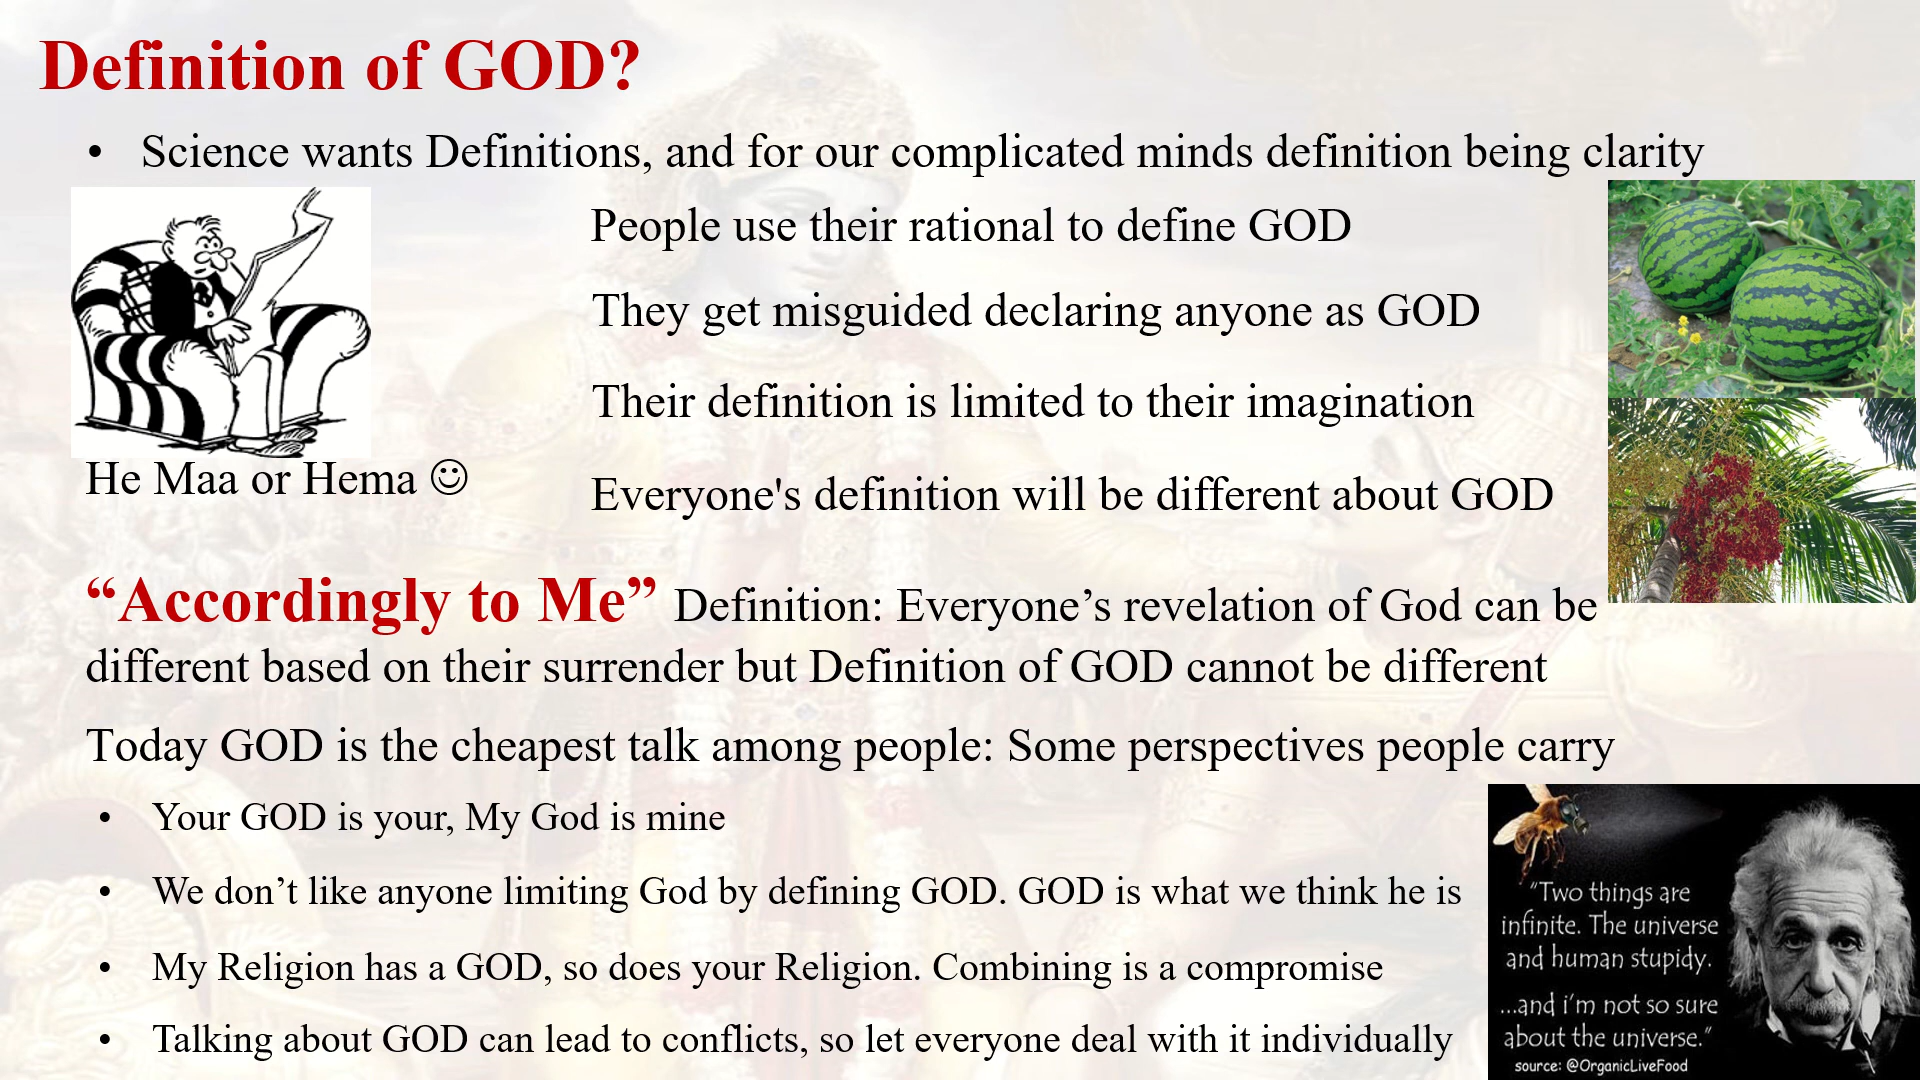 Definition of GOD?
• Science wants Definitions, and for our complicated minds definition being clarity
People use their rational to define GOD
They get misguided declaring anyone as GOD
Their definition is limited to their imagination
He Maa or Hema ☺
Everyone's definition will be different about GOD
“Accordingly to Me” Definition: Everyone’s revelation of God can be
different based on their surrender but Definition of GOD cannot be different
Today GOD is the cheapest talk among people: Some perspectives people carry
• Your GOD is your, My God is mine
• We don’t like anyone limiting God by defining GOD. GOD is what we think he is
• My Religion has a GOD, so does your Religion. Combining is a compromise
• Talking about GOD can lead to conflicts, so let everyone deal with it individually
“Two things are
infinite. The universe
and human stupidy.
...and i’m not so sure
about the universe.”
source: @OrganicLiveFood